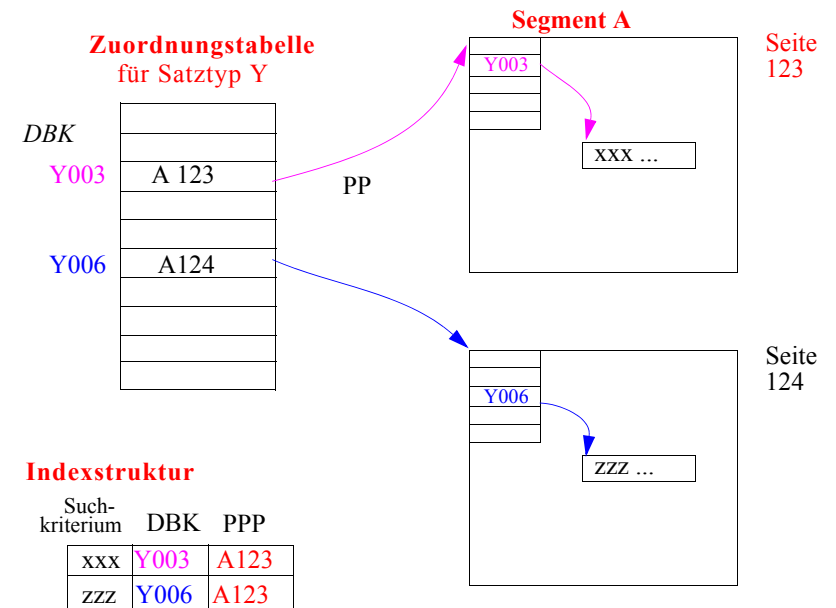 Segment A
Zuordnungstabelle
für Satztyp Y
Seite
123
Y003
DBK
xxx ...
Y003
A 123
PP
Y006
A124
Seite
124
Y006
zzz ...
Indexstruktur
Such-
kriterium
DBK
PPP
xxx
Y003
A123
zzz
Y006
A123